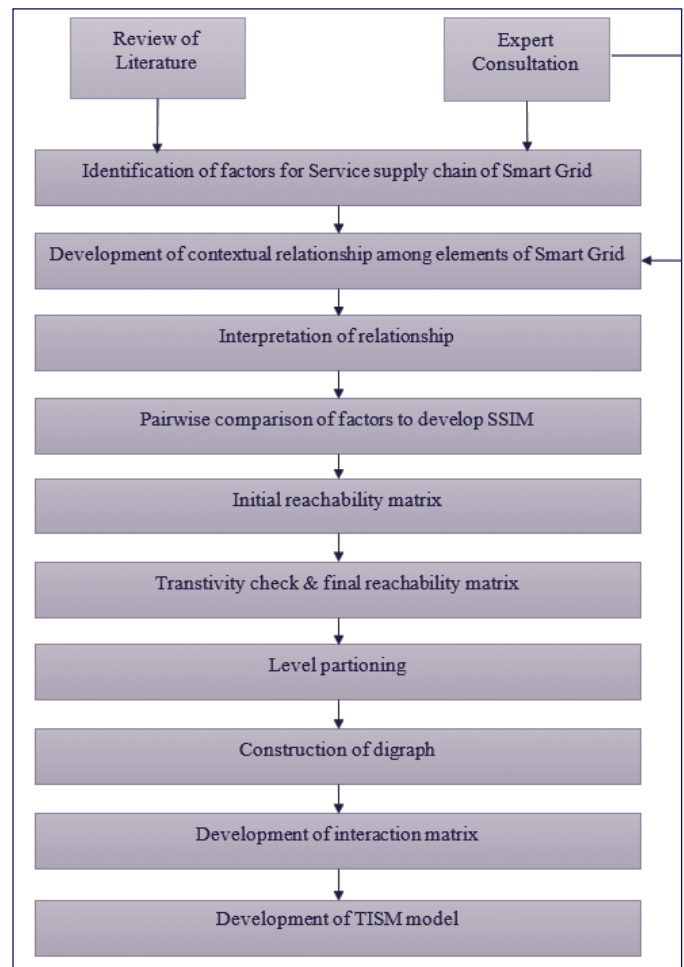 Review of
Literature
Expert
Consultation
Identification of factors for Service supply chain of Smart Grid
Development of contextual relationship among elements of Smart Grid
Interpretation of relationship
Pairwise comparison of factors to develop SSIM
Initial reachability matrix
Transtivity check & final reachability matrix
Level partioning
Construction of digraph
Development of interaction matrix
Development of TISM model